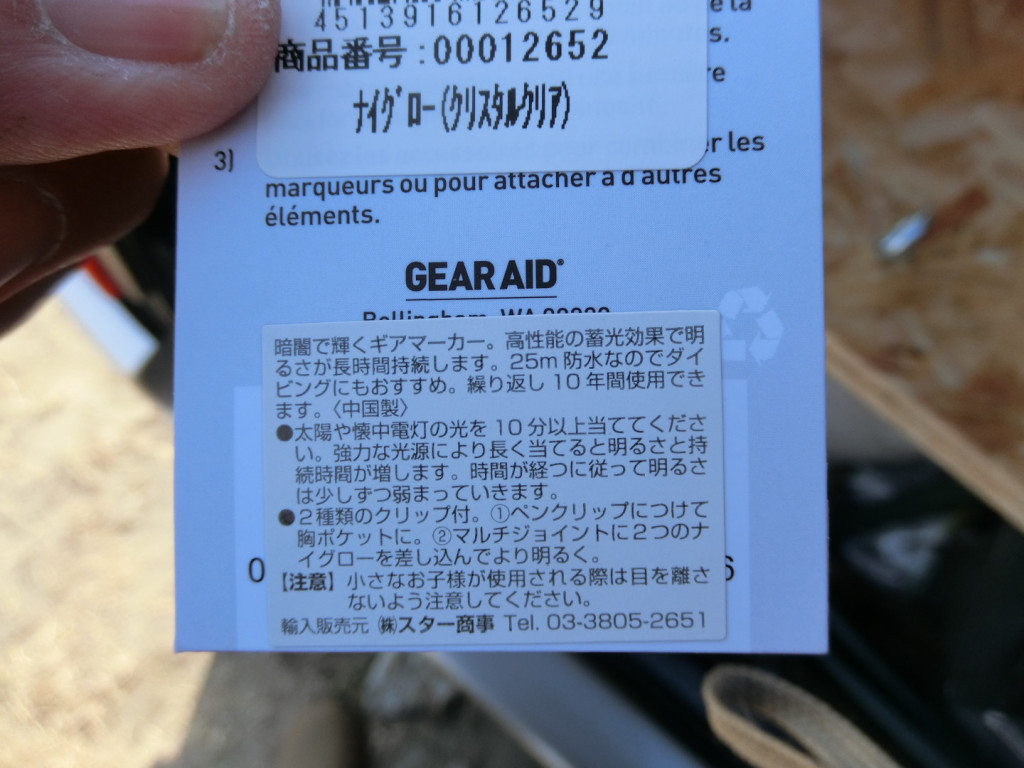 4513916126529
商品番号:00012652
ﾅｲｸﾞﾛｰ(ｸﾘｽﾀﾙｸﾘｱ)
3)
les
marqueurs ou pour attacher à d'autres
éléments.
GEAR AID®
Bellingham, WA
暗闇で輝くギアマーカー。高性能の蓄光効果で明
るさが長時間持続します。25m防水なのでダイ
ビングにもおすすめ。繰り返し10年間使用でき
ます。〈中国製〉
●太陽や懐中電灯の光を10分以上当ててくださ
い。強力な光源により長く当てると明るさと持
続時間が増します。時間が経つに従って明るさ
は少しずつ弱まっていきます。
●2種類のクリップ付。①ペンクリップにつけて
胸ポケットに。②マルチジョイントに2つのナ
イグローを差し込んでより明るく。
0
6
【注意】小さなお子様が使用される際は目を離さ
ないよう注意してください。
輸入販売元 ㈱スター商事 Tel. 03-3805-2651